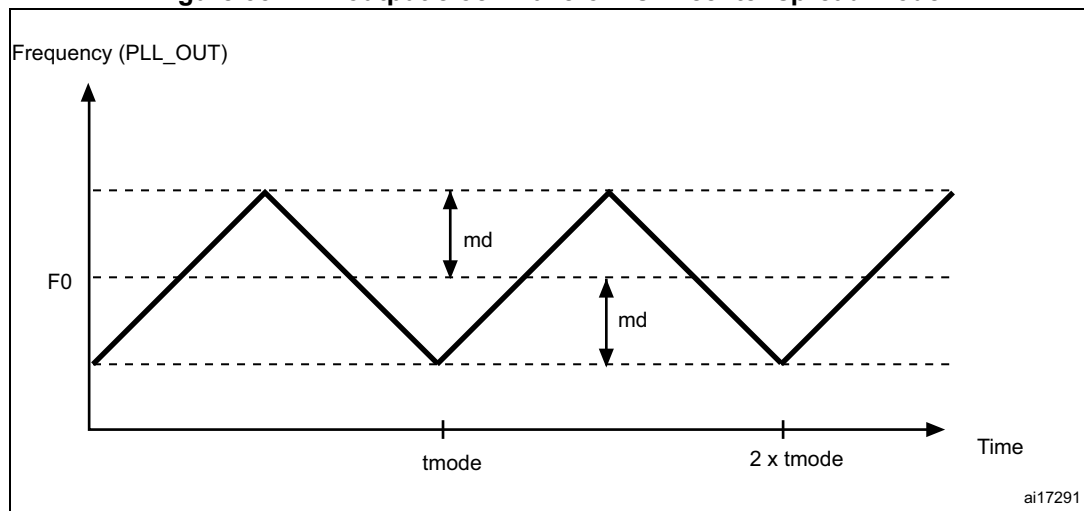 Frequency (PLL_OUT)
md
F0
md
tmode
2 x tmode
Time
ai17291